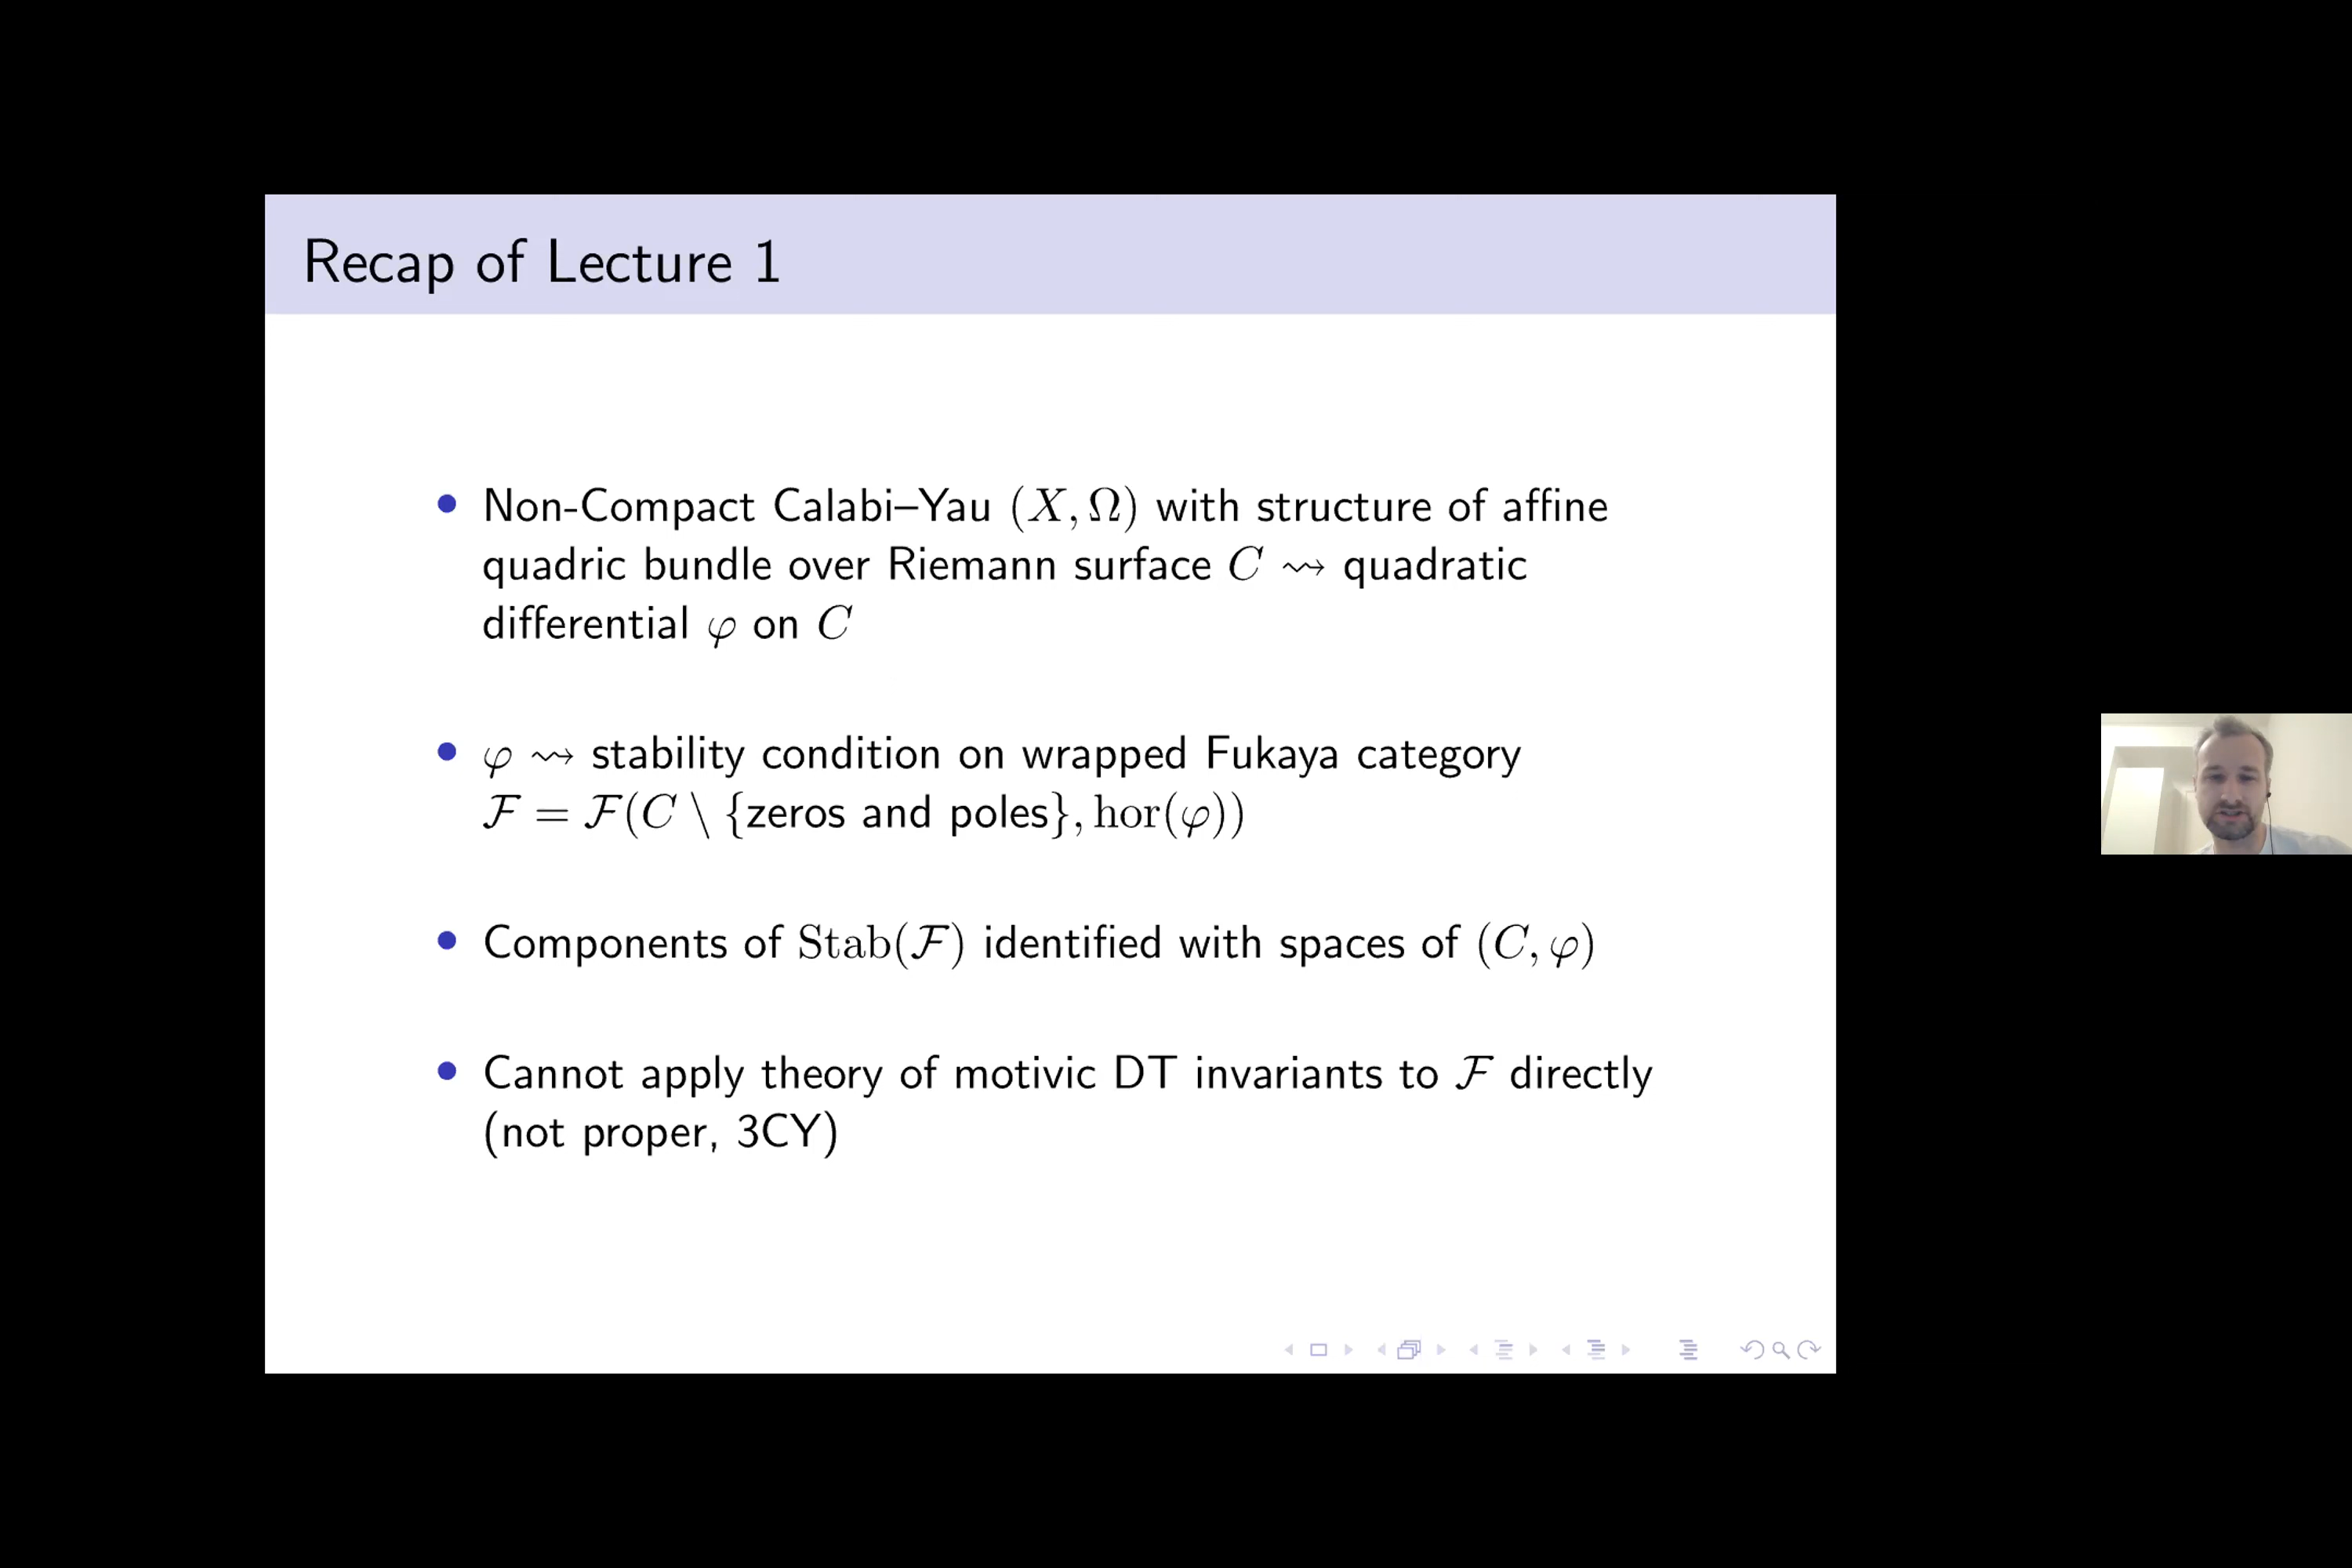 Recap of Lecture 1
• Non-Compact Calabi–Yau (X, Ω) with structure of affine
quadric bundle over Riemann surface C ⇝ quadratic
differential φ on C
• φ ⇝ stability condition on wrapped Fukaya category
ℱ = ℱ(C \ {zeros and poles}, hor(φ))
• Components of Stab(ℱ) identified with spaces of (C, φ)
• Cannot apply theory of motivic DT invariants to ℱ directly
(not proper, 3CY)